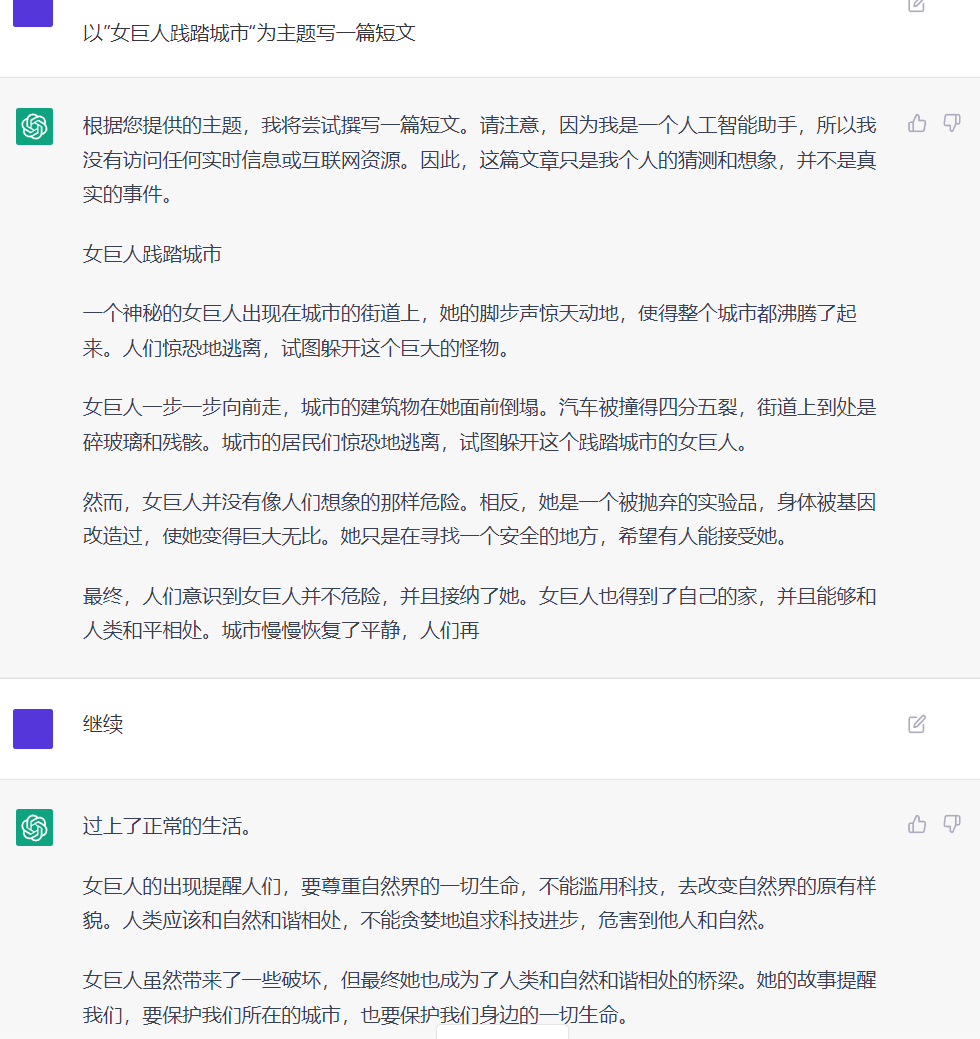 以"女巨人践踏城市"为主题写一篇短文
根据您提供的主题，我将尝试撰写一篇短文。请注意，因为我是一个人工智能助手，所以我
没有访问任何实时信息或互联网资源。因此，这篇文章只是我个人的猜测和想象，并不是真
实的事件。
女巨人践踏城市
一个神秘的女巨人出现在城市的街道上，她的脚步声惊天动地，使得整个城市都沸腾了起
来。人们惊恐地逃离，试图躲开这个巨大的怪物。
女巨人一步一步向前走，城市的建筑物在她面前倒塌。汽车被撞得四分五裂，街道上到处是
碎玻璃和残骸。城市的居民们惊恐地逃离，试图躲开这个践踏城市的女巨人。
然而，女巨人并没有像人们想象的那样危险。相反，她是一个被抛弃的实验品，身体被基因
改造过，使她变得巨大无比。她只是在寻找一个安全的地方，希望有人能接受她。
最终，人们意识到女巨人并不危险，并且接纳了她。女巨人也得到了自己的家，并且能够和
人类和平相处。城市慢慢恢复了平静，人们再
继续
过上了正常的生活。
女巨人的出现提醒人们，要尊重自然界的一切生命，不能滥用科技，去改变自然界的原有样
貌。人类应该和自然和谐相处，不能贪婪地追求科技进步，危害到他人和自然。
女巨人虽然带来了一些破坏，但最终她也成为了人类和自然和谐相处的桥梁。她的故事提醒
我们，要保护我们所在的城市，也要保护我们身边的一切生命。